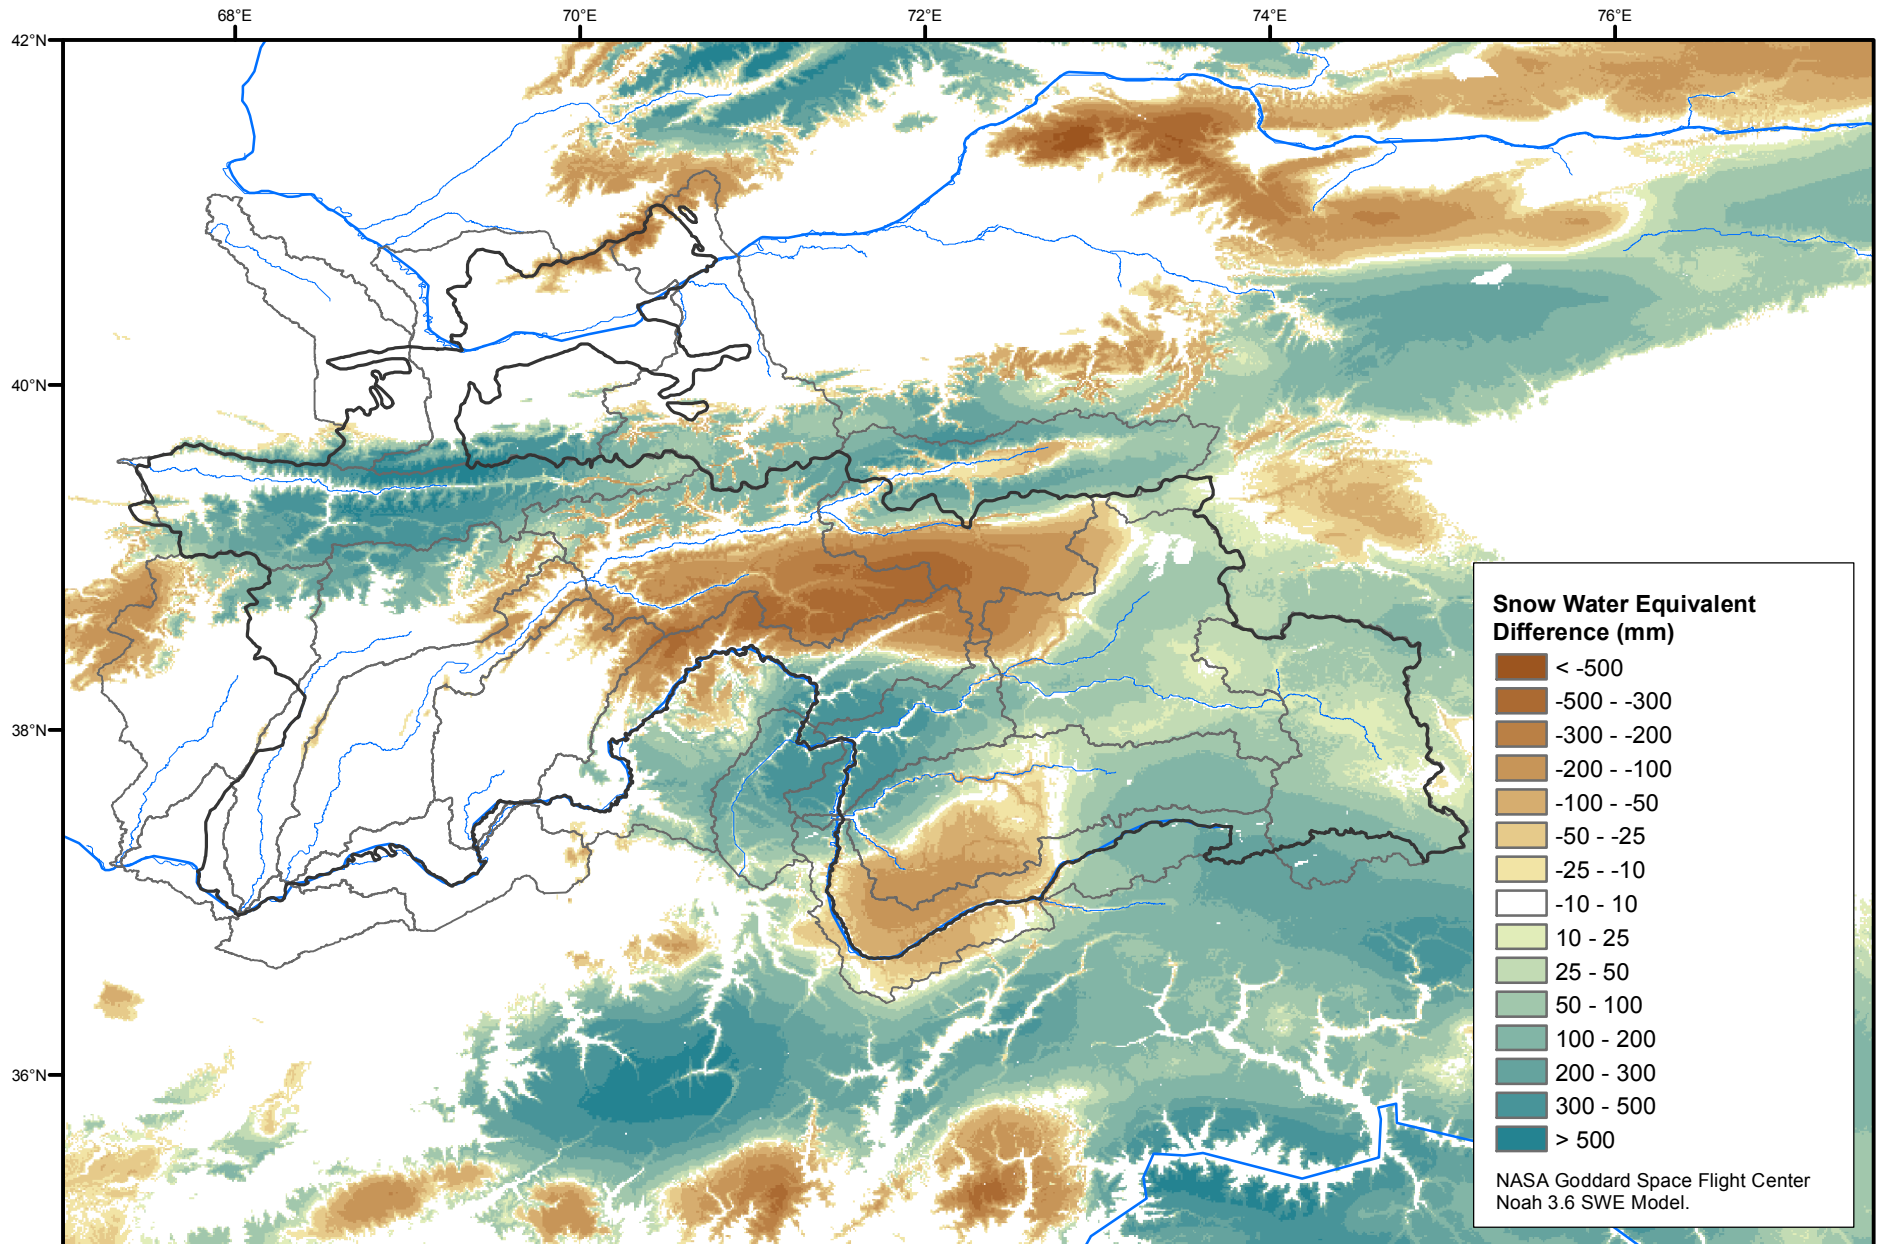 68°E 70°E 72°E 74°E 76°E
42°N
40°N
38°N
36°N
Snow Water Equivalent
Difference (mm)
< -500
-500 - -300
-300 - -200
-200 - -100
-100 - -50
-50 - -25
-25 - -10
-10 - 10
10 - 25
25 - 50
50 - 100
100 - 200
200 - 300
300 - 500
> 500
NASA Goddard Space Flight Center
Noah 3.6 SWE Model.